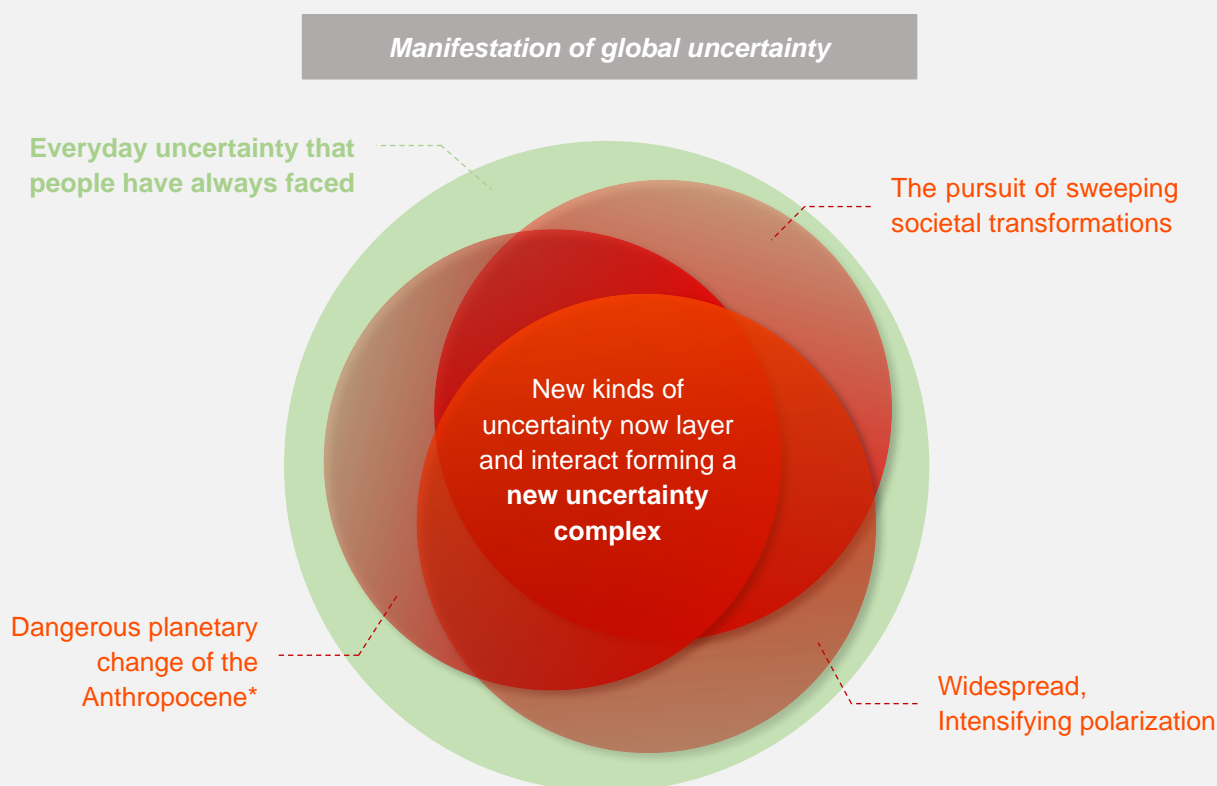 Manifestation of global uncertainty
Everyday uncertainty that
people have always faced
The pursuit of sweeping
societal transformations
New kinds of
uncertainty now layer
and interact forming a
new uncertainty
complex
Dangerous planetary
change of the
Anthropocene*
Widespread,
Intensifying polarization